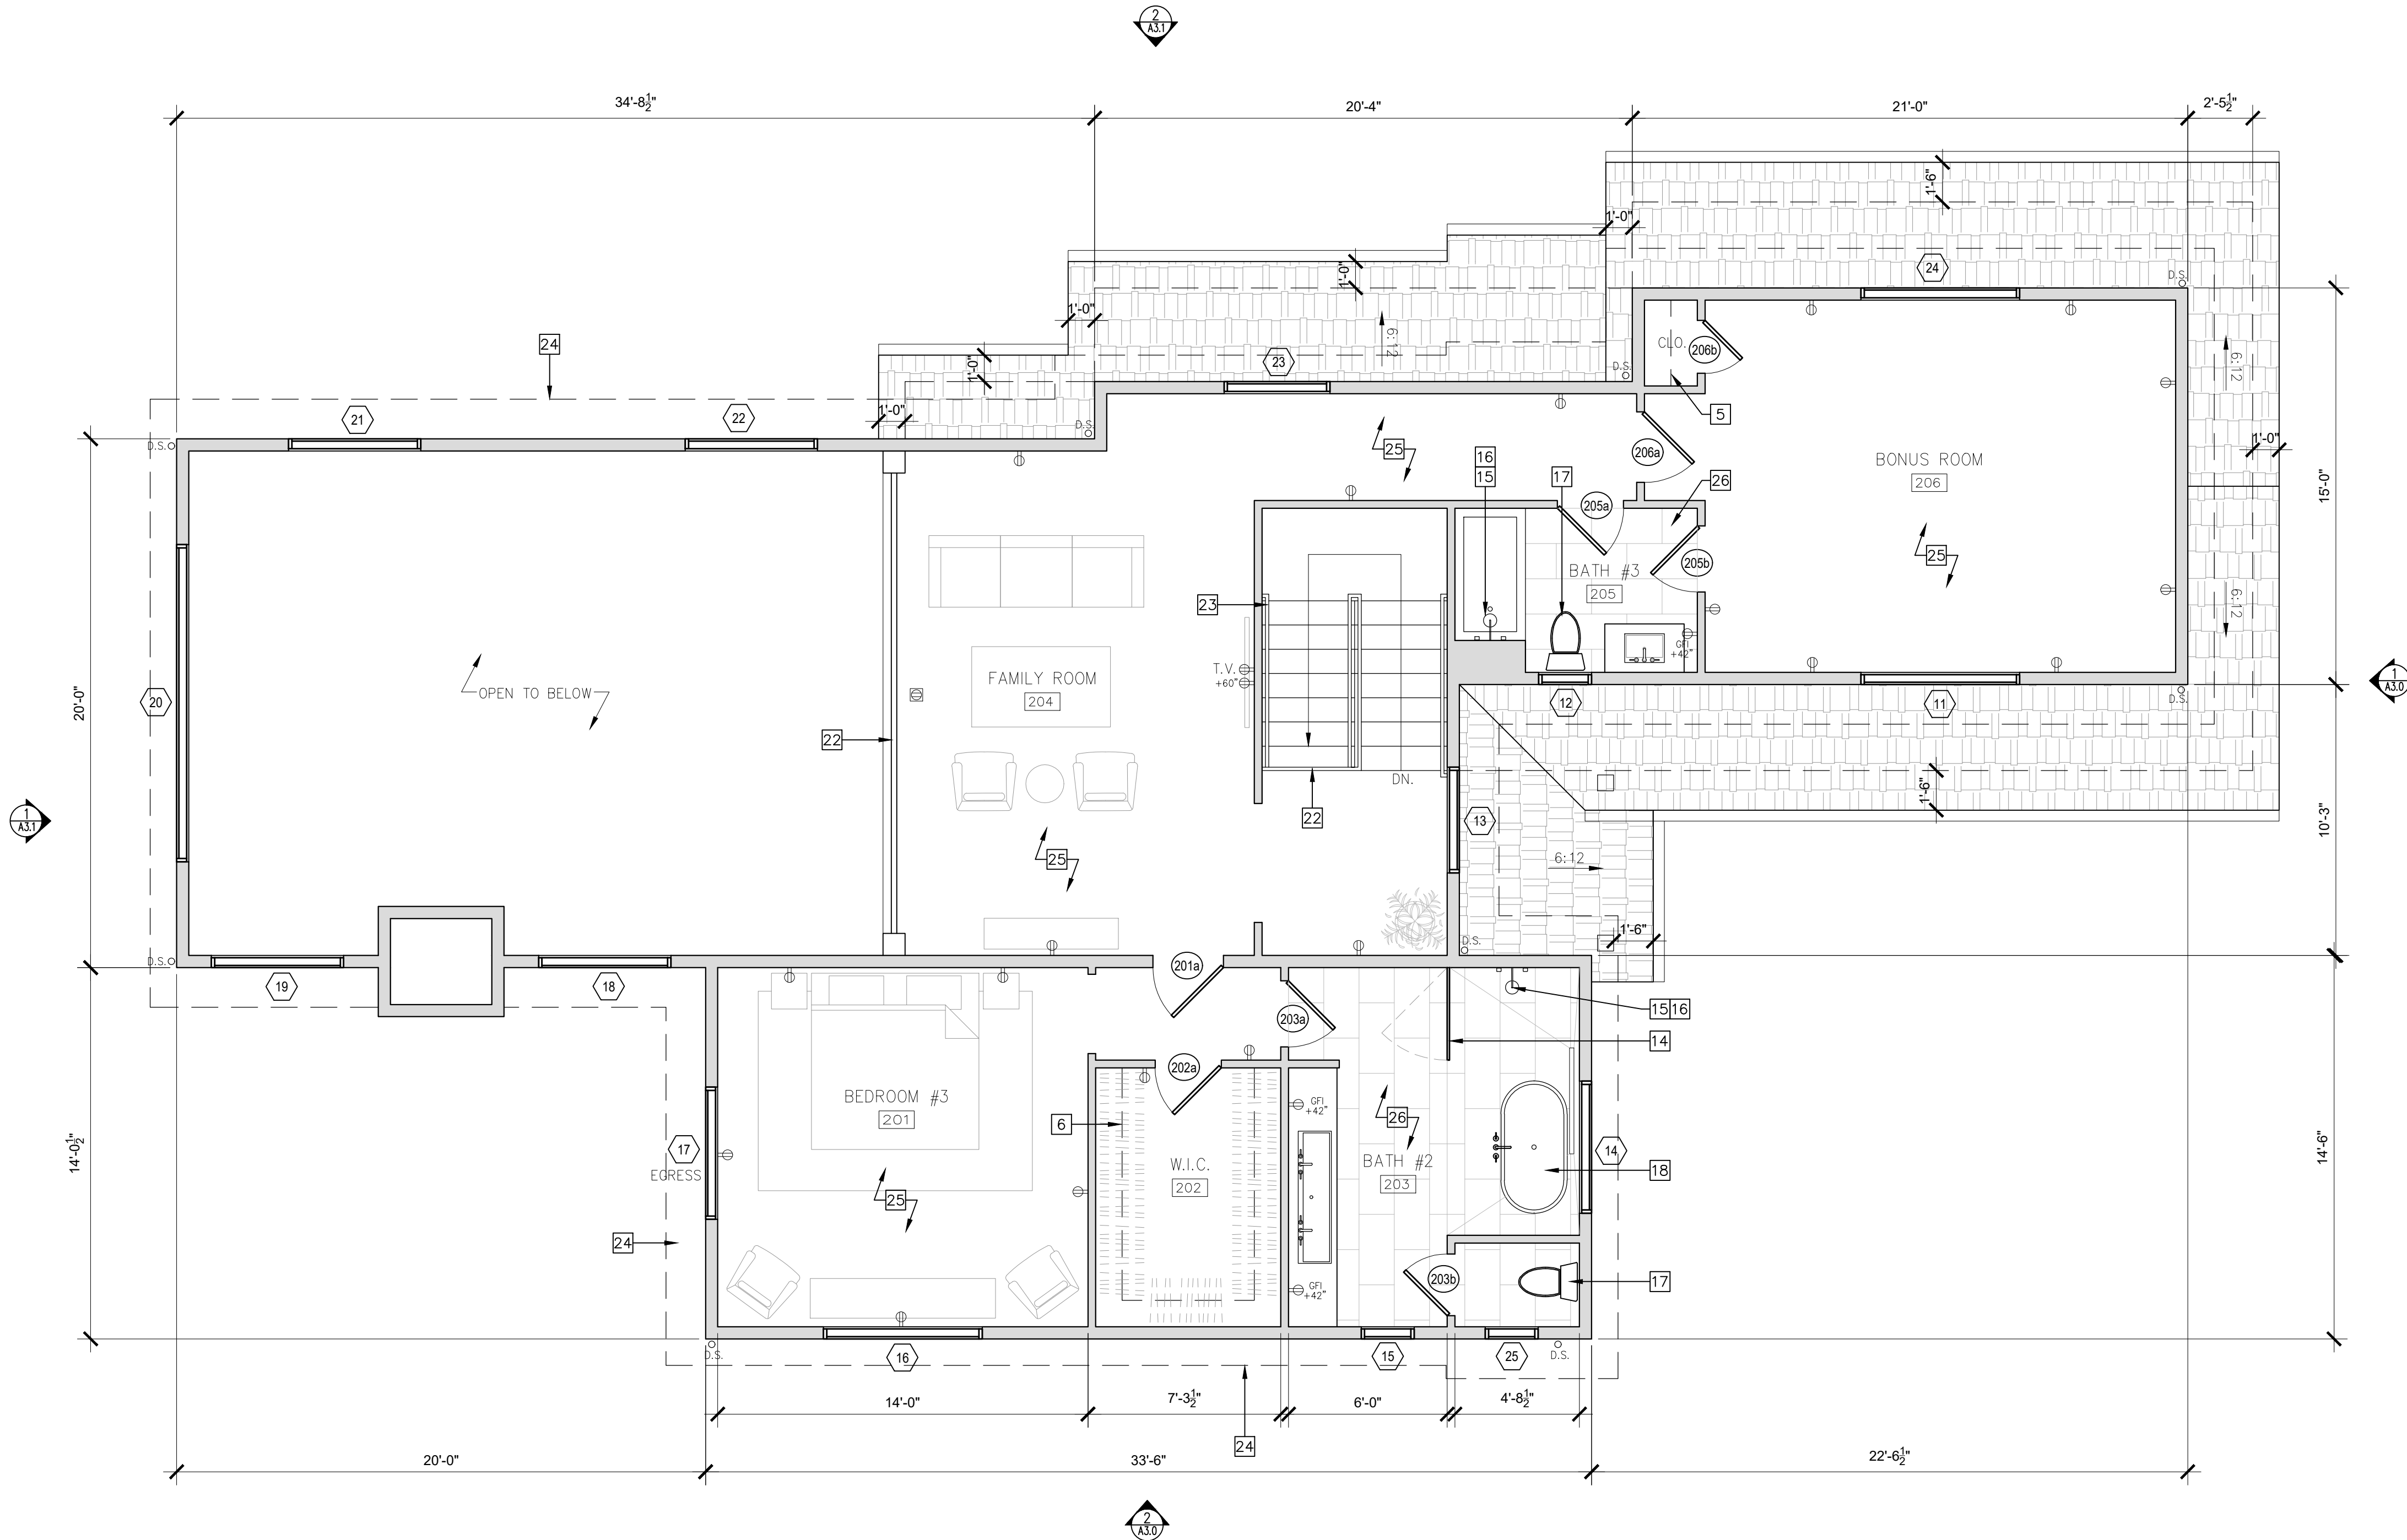 2
A3.1
34'-8½"
20'-4"
21'-0"
2'-5½"
1'-6"
1'-0"
1'-0"
24
D.S.
1'-0"
6:12
24
1'-0"
23
CLO.
206b
6:12
D.S.
21
22
1'-0"
5
D.S.
D.S.
25
206a
1'-0"
16
15
17
26
BONUS ROOM
206
15'-0"
205a
25
BATH #3
205
205b
23
6:12
GFI
+42"
T.V.
+60"
FAMILY ROOM
204
OPEN TO BELOW
20
20'-0"
12
11
D.S.
1
A3.0
22
DN.
1'-6"
22
13
10'-3"
1
A3.1
25
6:12
1'-6"
D.S.
D.S.
19
18
201a
15
16
203a
14
202a
BEDROOM #3
201
6
GFI
+42"
26
17
EGRESS
W.I.C.
202
BATH #2
203
14
18
14'-0½"
14'-6"
25
24
GFI
+42"
203b
17
D.S.
16
15
25
D.S.
14'-0"
7'-3½"
6'-0"
4'-8½"
24
20'-0"
33'-6"
22'-6½"
2
A3.0